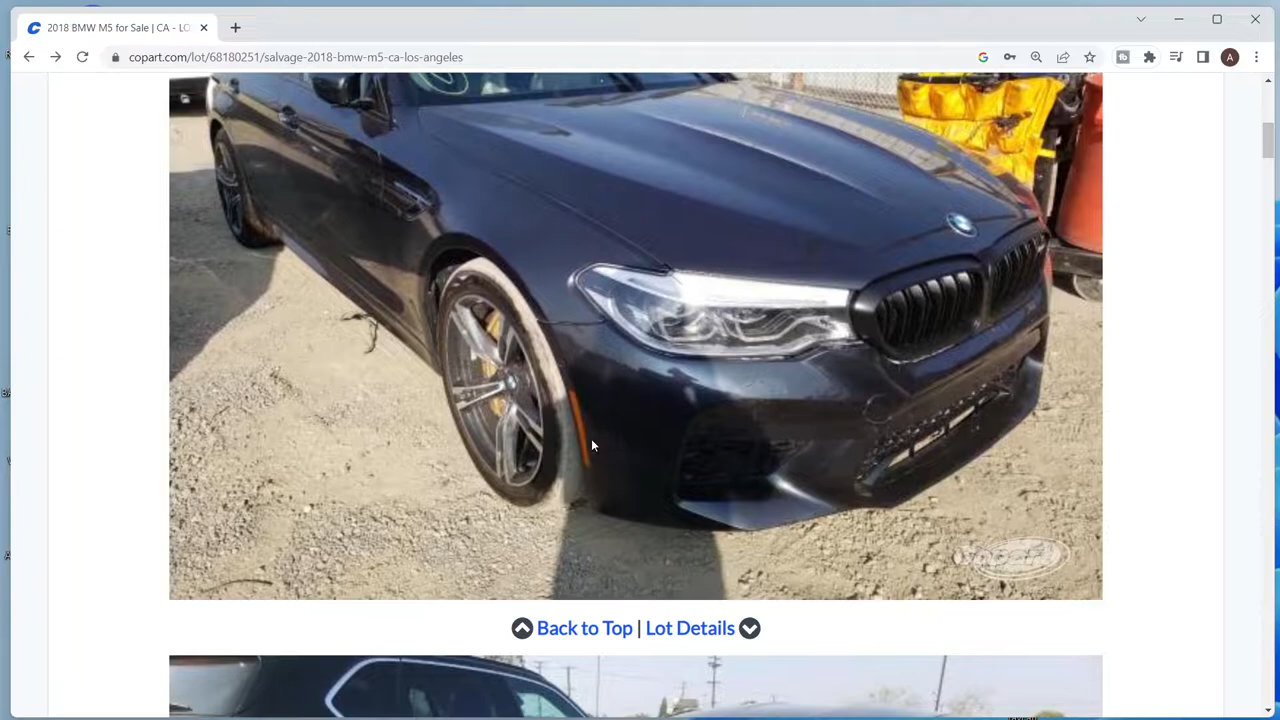 2018 BMW M5 for Sale | CA - LO
copart.com/lot/68180251/salvage-2018-bmw-m5-ca-los-angeles
A
Back to Top | Lot Details